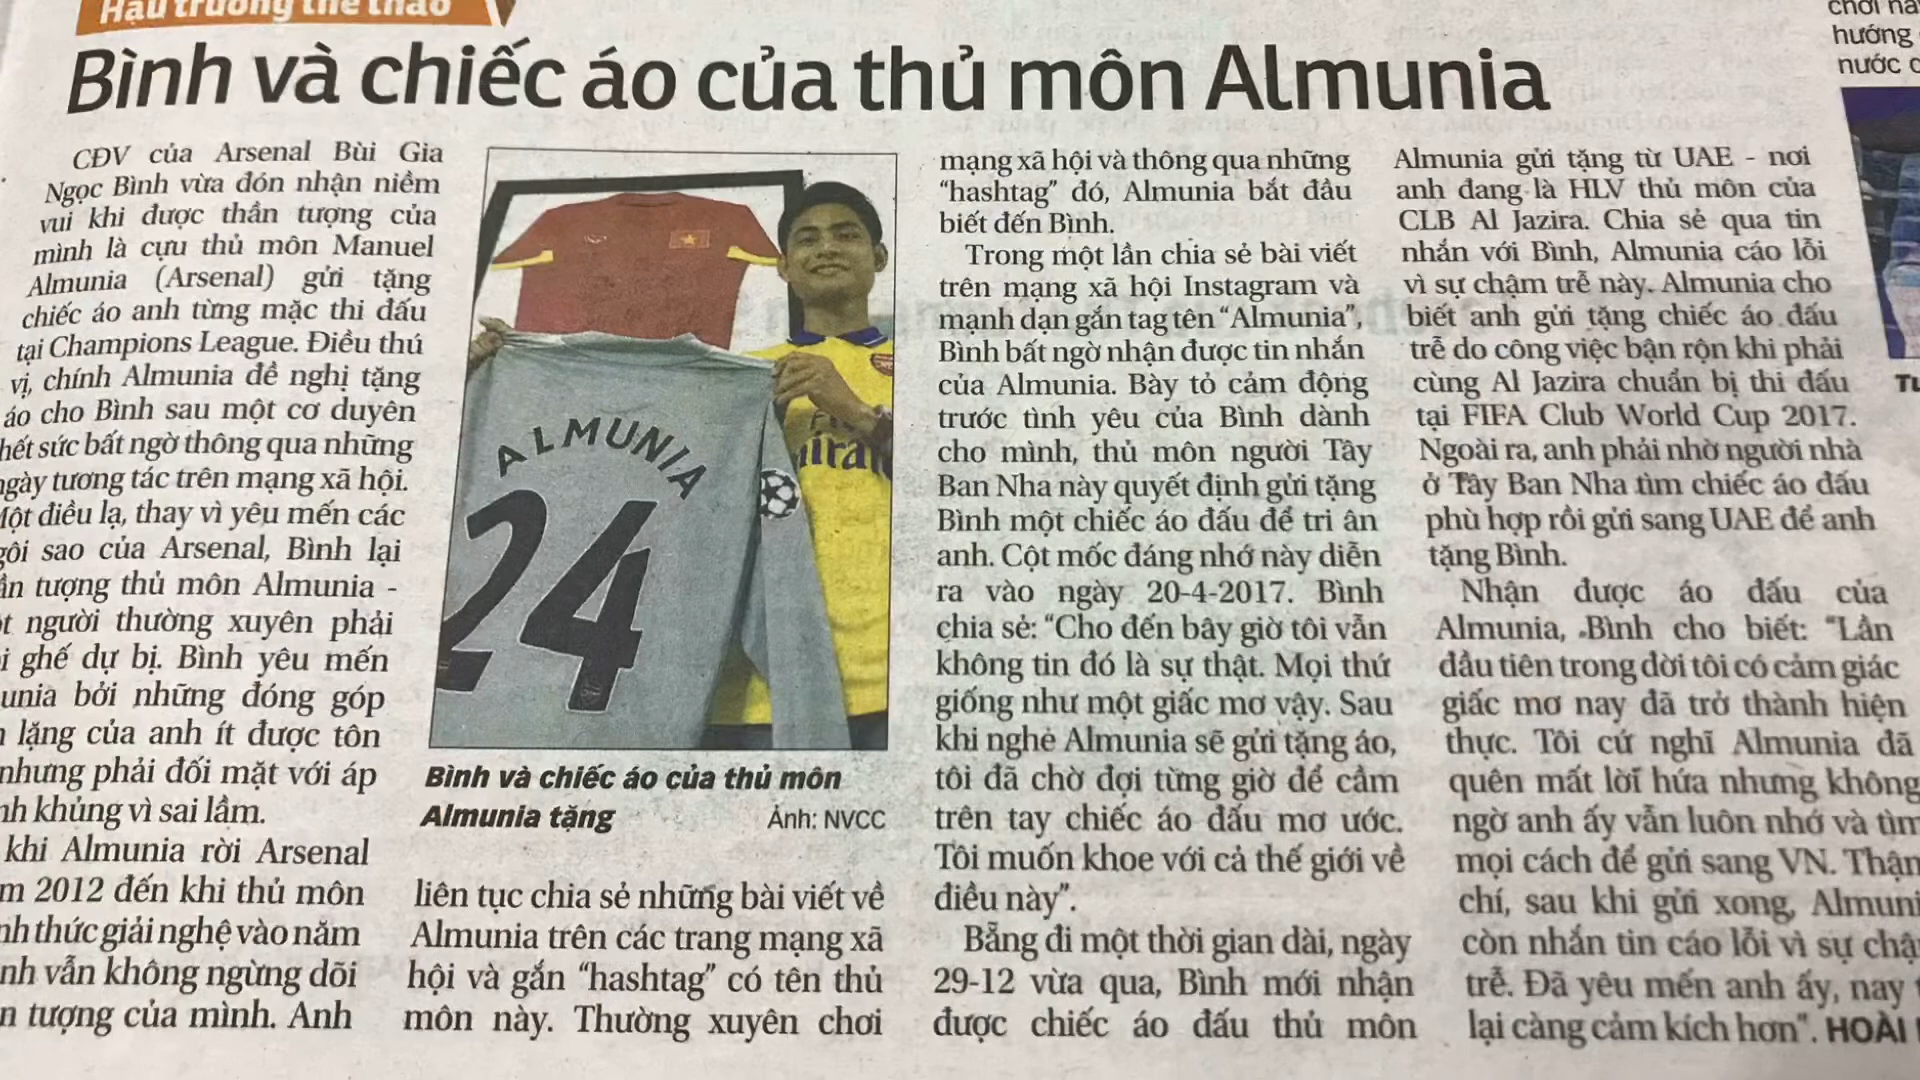 Hậu trường thể thao
Bình và chiếc áo của thủ môn Almunia
CĐV của Arsenal Bùi Gia
Ngọc Bình vừa đón nhận niềm
vui khi được thần tượng của
mình là cựu thủ môn Manuel
Almunia (Arsenal) gửi tặng
chiếc áo anh từng mặc thi đấu
tại Champions League. Điều thú
vị, chính Almunia đề nghị tặng
áo cho Bình sau một cơ duyên
hết sức bất ngờ thông qua những
ngày tương tác trên mạng xã hội.
Một điều lạ, thay vì yêu mến các
ngôi sao của Arsenal, Bình lại
tượng thủ môn Almunia -
người thường xuyên phải
ghế dự bị. Bình yêu mến
unia bởi những đóng góp
lặng của anh ít được tôn
nhưng phải đối mặt với áp
khủng vì sai lầm.
khi Almunia rời Arsenal
2012 đến khi thủ môn
thức giải nghệ vào năm
vẫn không ngừng dõi
tượng của mình. Anh
ALMUNIA
24
Bình và chiếc áo của thủ môn
Almunia tặng Ảnh: NVCC
liên tục chia sẻ những bài viết về
Almunia trên các trang mạng xã
hội và gắn “hashtag” có tên thủ
môn này. Thường xuyên chơi
mạng xã hội và thông qua những
“hashtag” đó, Almunia bắt đầu
biết đến Bình.
Trong một lần chia sẻ bài viết
trên mạng xã hội Instagram và
mạnh dạn gắn tag tên “Almunia”,
Bình bất ngờ nhận được tin nhắn
của Almunia. Bày tỏ cảm động
trước tình yêu của Bình dành
cho mình, thủ môn người Tây
Ban Nha này quyết định gửi tặng
Bình một chiếc áo đấu để tri ân
anh. Cột mốc đáng nhớ này diễn
ra vào ngày 20-4-2017. Bình
chia sẻ: “Cho đến bây giờ tôi vẫn
không tin đó là sự thật. Mọi thứ
giống như một giấc mơ vậy. Sau
khi nghe Almunia sẽ gửi tặng áo,
tôi đã chờ đợi từng giờ để cầm
trên tay chiếc áo đấu mơ ước.
Tôi muốn khoe với cả thế giới về
điều này”.
Bẵng đi một thời gian dài, ngày
29-12 vừa qua, Bình mới nhận
được chiếc áo đấu thủ môn
Almunia gửi tặng từ UAE - nơi
anh đang là HLV thủ môn của
CLB Al Jazira. Chia sẻ qua tin
nhắn với Bình, Almunia cáo lỗi
vì sự chậm trễ này. Almunia cho
biết anh gửi tặng chiếc áo đấu
trễ do công việc bận rộn khi phải
cùng Al Jazira chuẩn bị thi đấu
tại FIFA Club World Cup 2017.
Ngoài ra, anh phải nhờ người nhà
ở Tây Ban Nha tìm chiếc áo đấu
phù hợp rồi gửi sang UAE để anh
tặng Bình.
Nhận được áo đấu của
Almunia, Bình cho biết: “Lần
đầu tiên trong đời tôi có cảm giác
giấc mơ nay đã trở thành hiện
thực. Tôi cứ nghĩ Almunia đã
quên mất lời hứa nhưng không
ngờ anh ấy vẫn luôn nhớ và tìm
mọi cách để gửi sang VN. Thậm
chí, sau khi gửi xong, Almuni
còn nhắn tin cáo lỗi vì sự chậ
trễ. Đã yêu mến anh ấy, nay
lại càng cảm kích hơn”. HOÀI
hướng
nước